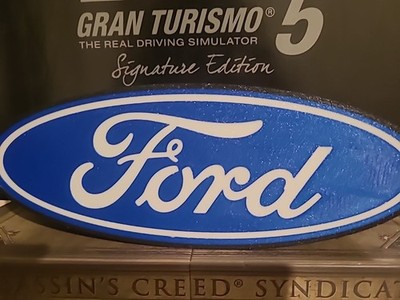 GRAN TURISMO® 5
THE REAL DRIVING SIMULATOR
Signature Edition
Ford
SSIN'S CREED® SYNDICA